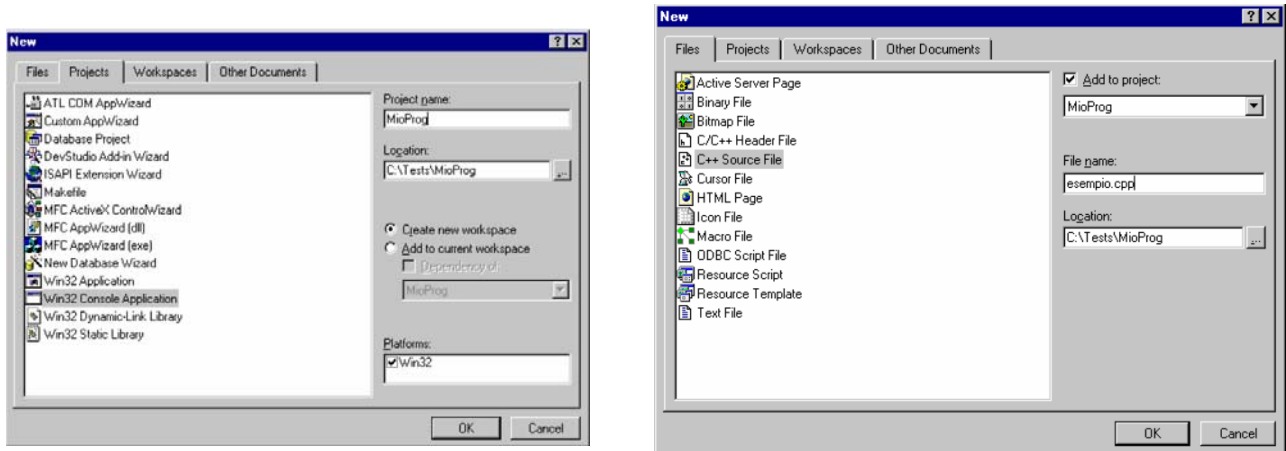 New
Files Projects Workspaces Other Documents
ATL COM AppWizard
Custom AppWizard
Database Project
DevStudio Add-in Wizard
ISAPI Extension Wizard
Makefile
MFC ActiveX ControlWizard
MFC AppWizard (dll)
MFC AppWizard (exe)
New Database Wizard
Win32 Application
Win32 Console Application
Win32 Dynamic-Link Library
Win32 Static Library
Project name:
MioProg
Location:
C:\Tests\MioProg
...
Create new workspace
Add to current workspace
Dependency of:
MioProg
Platforms:
Win32
OK Cancel
New
Files Projects Workspaces Other Documents
Active Server Page
Binary File
Bitmap File
C/C++ Header File
C++ Source File
Cursor File
HTML Page
Icon File
Macro File
ODBC Script File
Resource Script
Resource Template
Text File
Add to project:
MioProg
File name:
esempio.cpp
Location:
C:\Tests\MioProg
...
OK Cancel